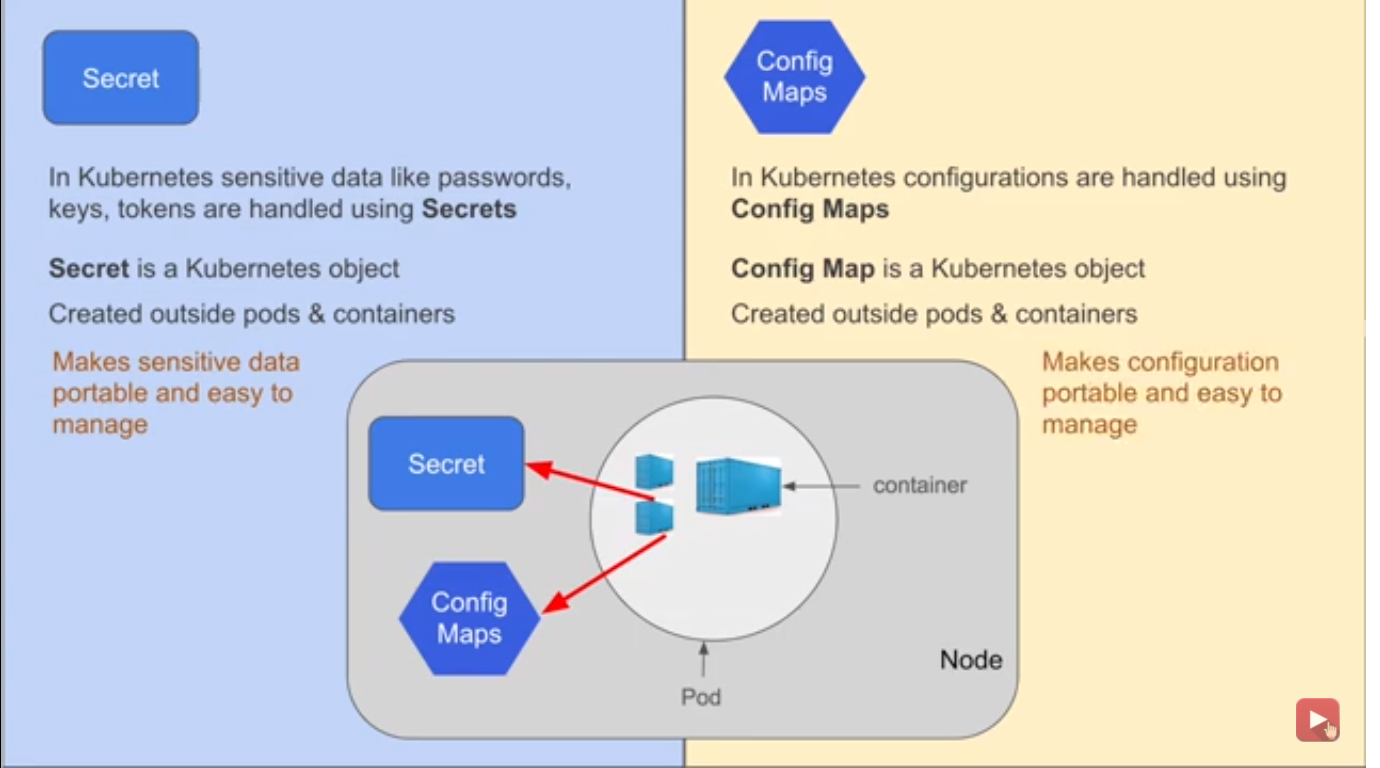 Secret
In Kubernetes sensitive data like passwords,
keys, tokens are handled using Secrets
Secret is a Kubernetes object
Created outside pods & containers
Makes sensitive data
portable and easy to
manage
Config
Maps
In Kubernetes configurations are handled using
Config Maps
Config Map is a Kubernetes object
Created outside pods & containers
Makes configuration
portable and easy to
manage
Secret
container
Config
Maps
Node
Pod